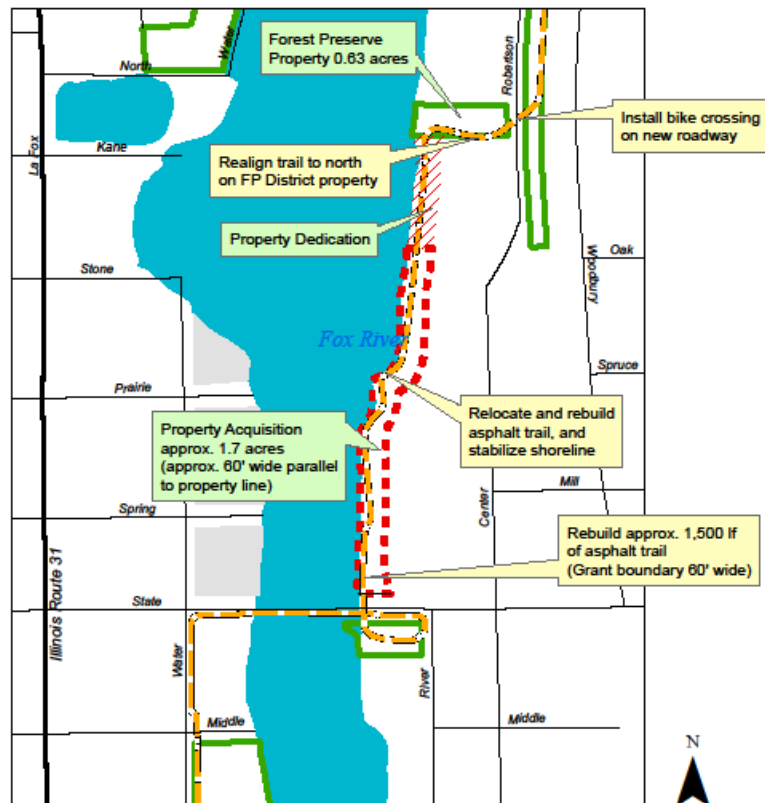 Water
North
Forest Preserve
Property 0.63 acres
Robertson
Install bike crossing
on new roadway
La Fox
Kane
Realign trail to north
on FP District property
Property Dedication
Oak
Woodbury
Stone
Fox River
Spruce
Prairie
Relocate and rebuild
asphalt trail, and
stabilize shoreline
Property Acquisition
approx. 1.7 acres
(approx. 60' wide parallel
to property line)
Mill
Center
Spring
Rebuild approx. 1,500 lf
of asphalt trail
(Grant boundary 60' wide)
Illinois Route 31
State
Water
River
Middle
Middle
N